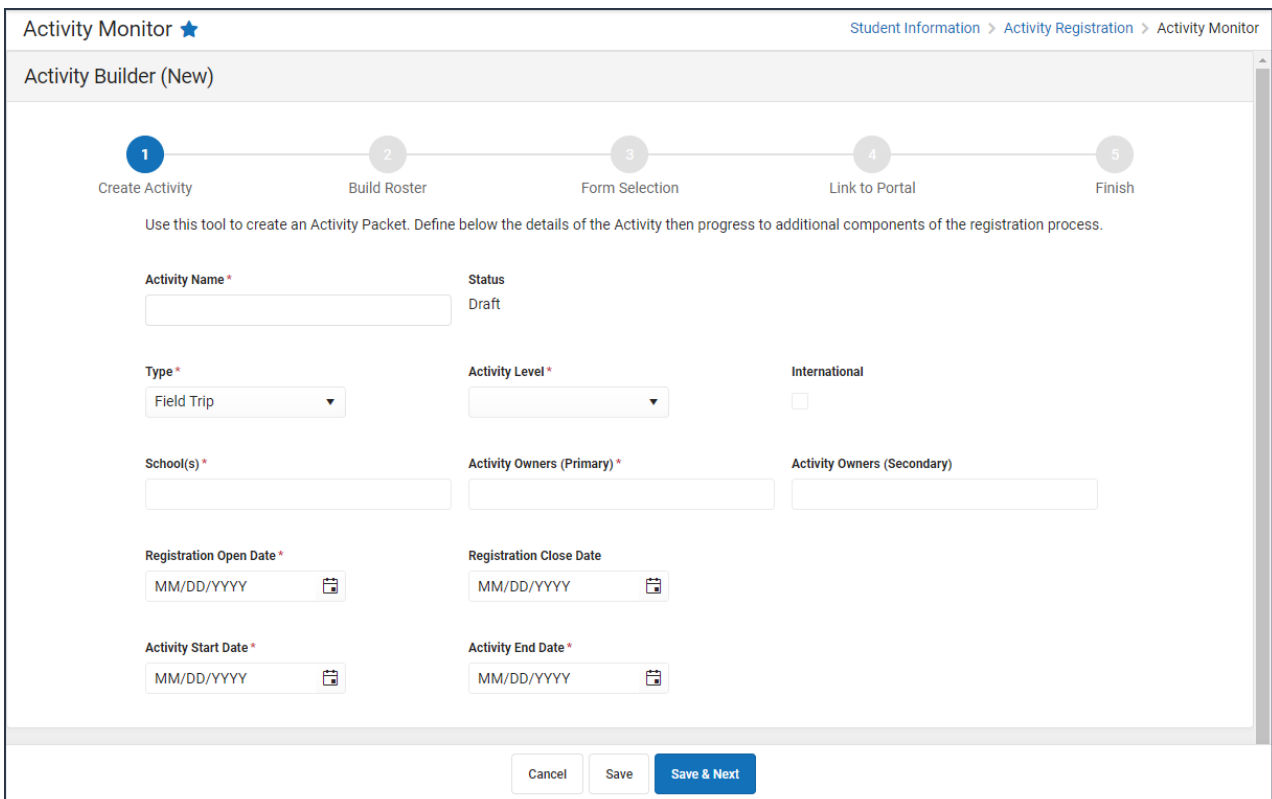 Activity Monitor
Student Information > Activity Registration > Activity Monitor
Activity Builder (New)
1 2 3 4 5
Create Activity Build Roster Form Selection Link to Portal Finish
Use this tool to create an Activity Packet. Define below the details of the Activity then progress to additional components of the registration process.
Activity Name * Status
Draft
Type * Activity Level * International
Field Trip
School(s) * Activity Owners (Primary) * Activity Owners (Secondary)
Registration Open Date * Registration Close Date
MM/DD/YYYY MM/DD/YYYY
Activity Start Date * Activity End Date *
MM/DD/YYYY MM/DD/YYYY
Cancel Save Save & Next